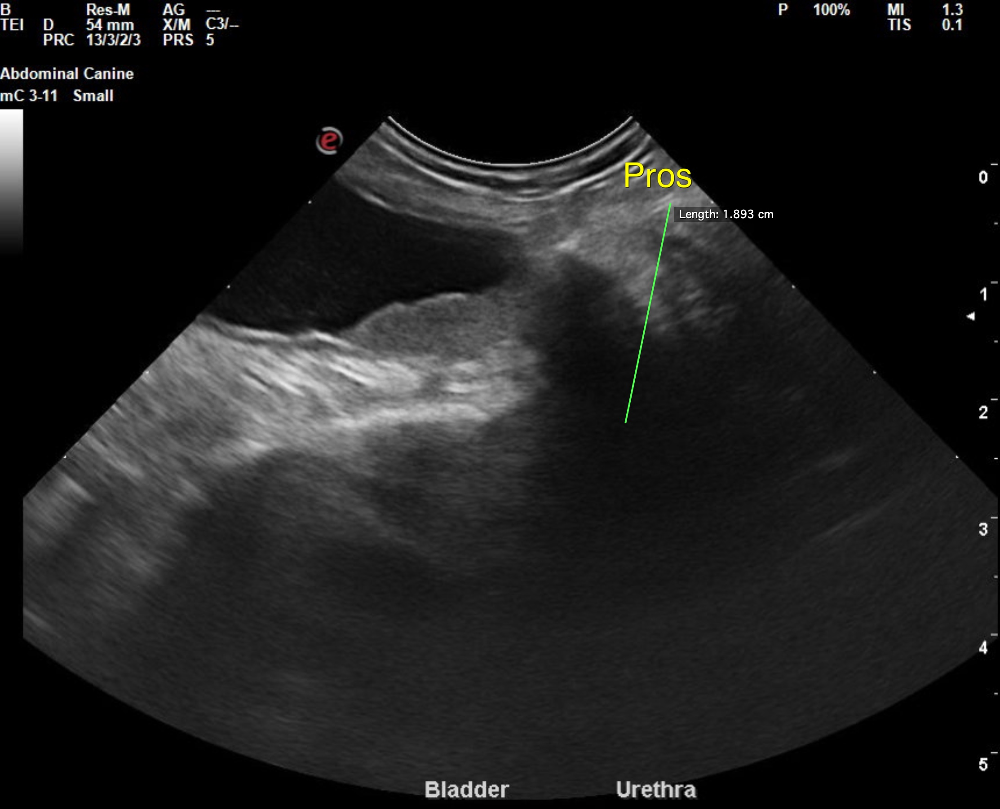 B Res-M AG --- P 100% MI 1.3
TEI D 54 mm X/M C3/-- TIS 0.1
PRC 13/3/2/3 PRS 5
Abdominal Canine
mC 3-11 Small
e
Pros
Length: 1.893 cm
0
1
2
3
4
5
Bladder Urethra